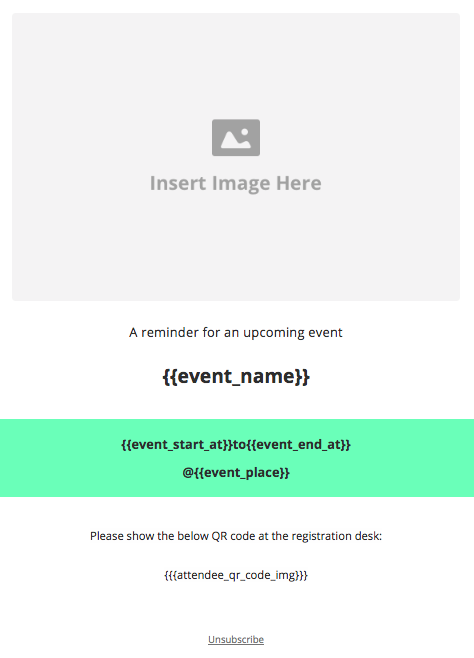 Insert Image Here
A reminder for an upcoming event
{{event_name}}
{{event_start_at}}to{{event_end_at}}
@{{event_place}}
Please show the below QR code at the registration desk:
{{{attendee_qr_code_img}}}
Unsubscribe